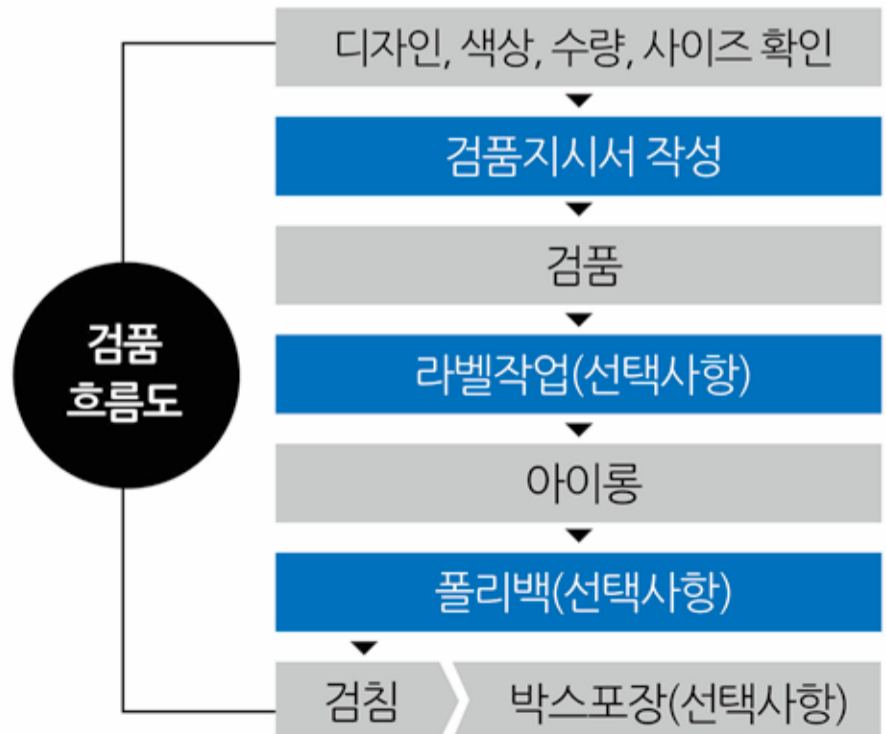 디자인, 색상, 수량, 사이즈 확인
검품지시서 작성
검품
라벨작업(선택사항)
검품
흐름도
아이롱
폴리백(선택사항)
검침
박스포장(선택사항)